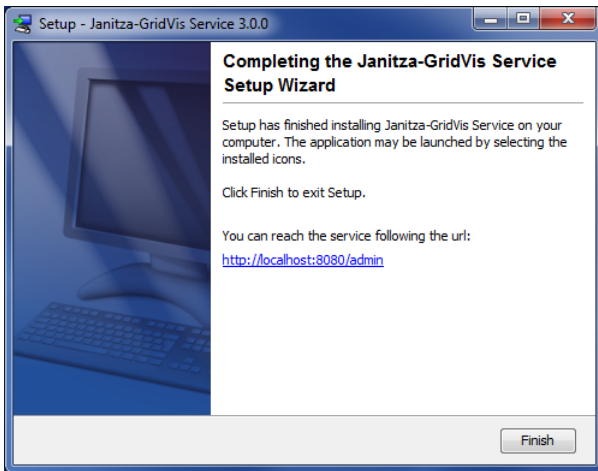 Setup - Janitza-GridVis Service 3.0.0
Completing the Janitza-GridVis Service
Setup Wizard
Setup has finished installing Janitza-GridVis Service on your
computer. The application may be launched by selecting the
installed icons.
Click Finish to exit Setup.
You can reach the service following the url:
http://localhost:8080/admin
Finish